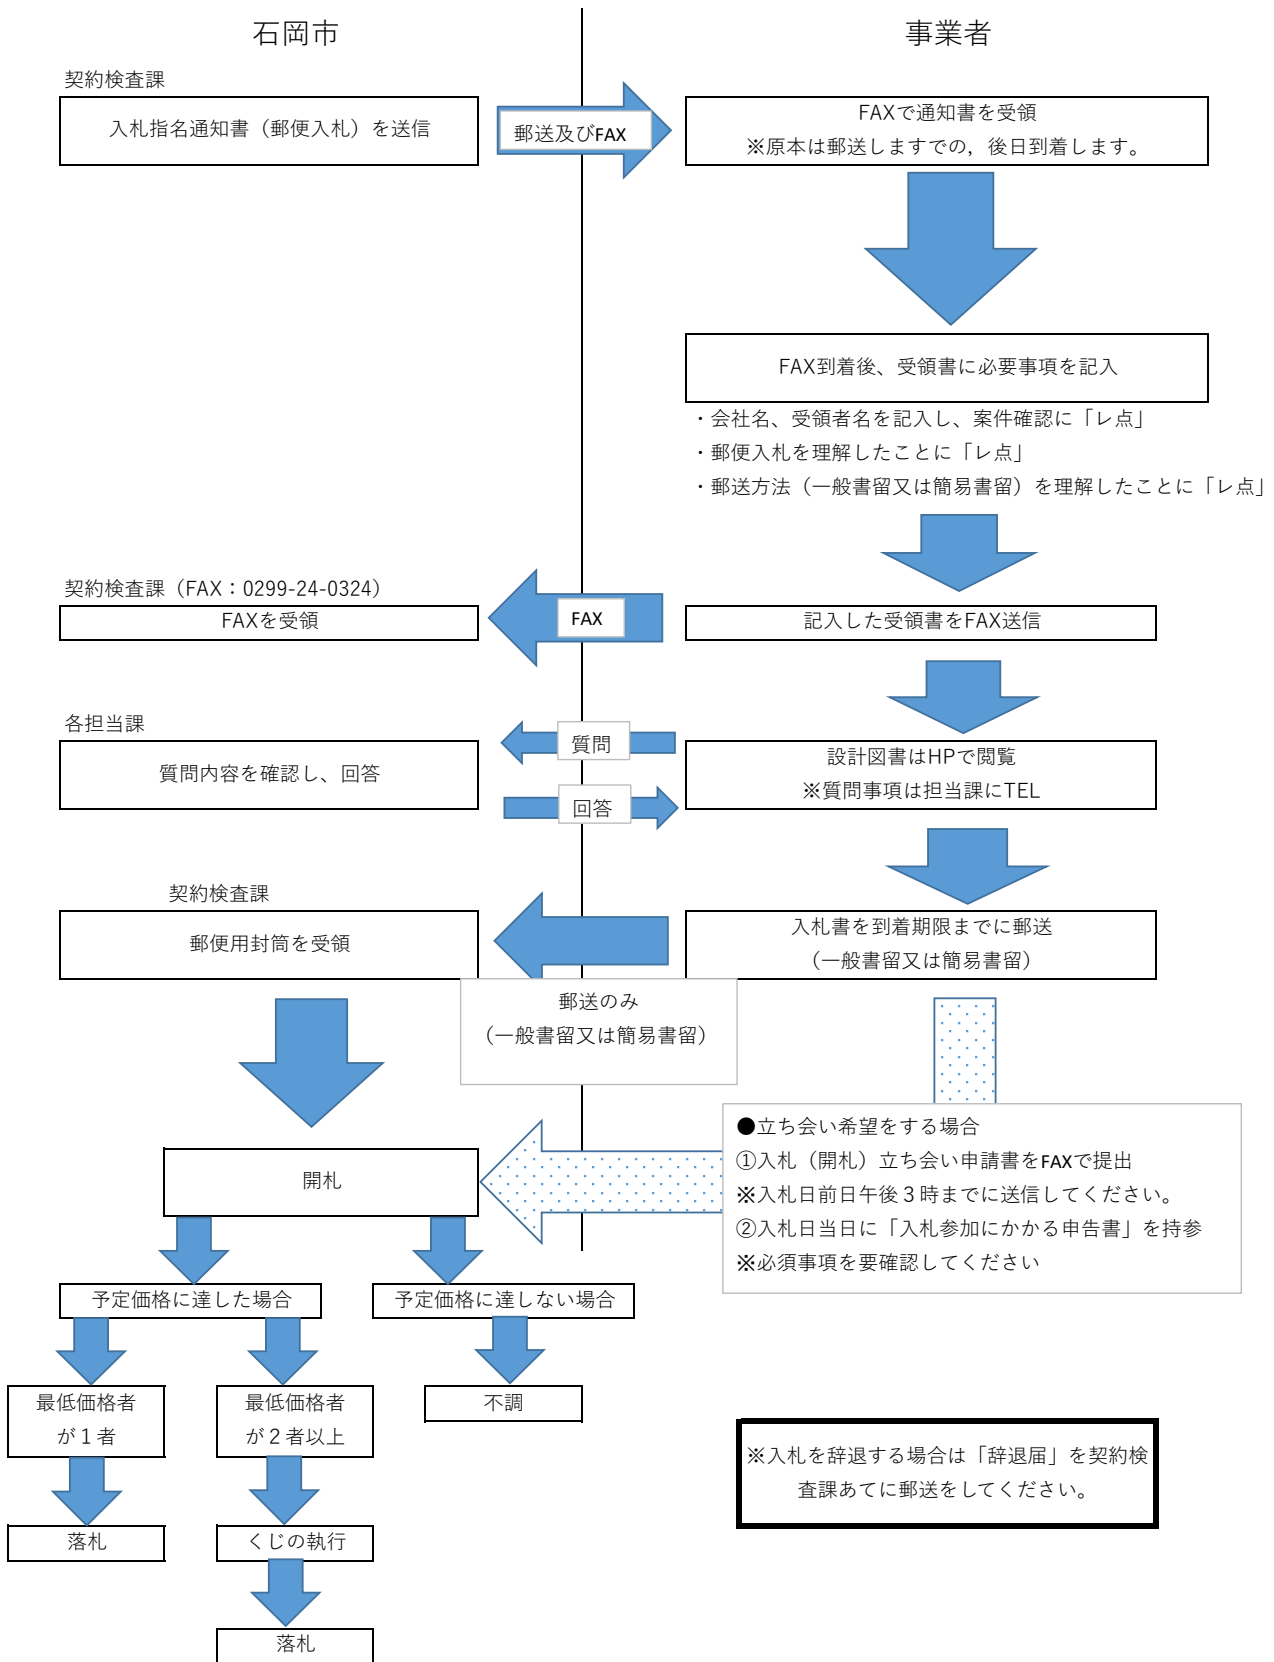 石岡市
事業者
契約検査課
入札指名通知書（郵便入札）を送信
郵送及びFAX
FAXで通知書を受領
※原本は郵送しますでの，後日到着します。
FAX到着後、受領書に必要事項を記入
・会社名、受領者名を記入し、案件確認に「レ点」
・郵便入札を理解したことに「レ点」
・郵送方法（一般書留又は簡易書留）を理解したことに「レ点」
契約検査課（FAX：0299-24-0324）
FAXを受領
FAX
記入した受領書をFAX送信
各担当課
質問内容を確認し、回答
質問
回答
設計図書はHPで閲覧
※質問事項は担当課にTEL
契約検査課
郵便用封筒を受領
入札書を到着期限までに郵送
（一般書留又は簡易書留）
郵送のみ
（一般書留又は簡易書留）
●立ち会い希望をする場合
①入札（開札）立ち会い申請書をFAXで提出
※入札日前日午後３時までに送信してください。
②入札日当日に「入札参加にかかる申告書」を持参
※必須事項を要確認してください
開札
予定価格に達した場合
予定価格に達しない場合
最低価格者
が１者
最低価格者
が２者以上
不調
※入札を辞退する場合は「辞退届」を契約検
査課あてに郵送をしてください。
落札
くじの執行
落札